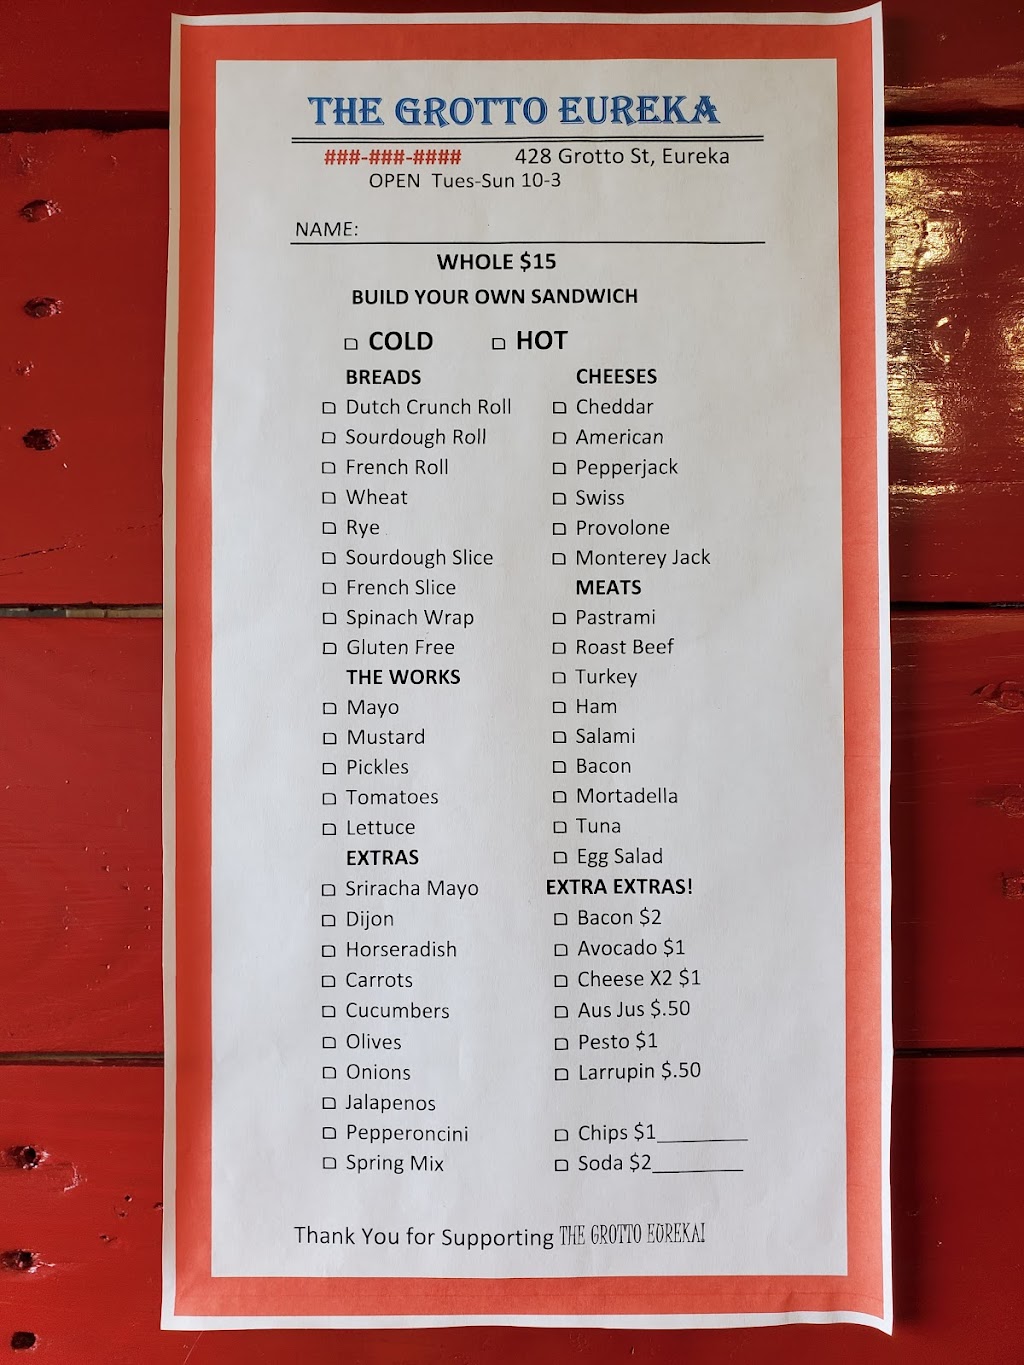 THE GROTTO EUREKA
###-###-#### 428 Grotto St, Eureka
OPEN Tues-Sun 10-3
NAME:
WHOLE $15
BUILD YOUR OWN SANDWICH
COLD HOT
BREADS
Dutch Crunch Roll
Sourdough Roll
French Roll
Wheat
Rye
Sourdough Slice
French Slice
Spinach Wrap
Gluten Free
THE WORKS
Mayo
Mustard
Pickles
Tomatoes
Lettuce
EXTRAS
Sriracha Mayo
Dijon
Horseradish
Carrots
Cucumbers
Olives
Onions
Jalapenos
Pepperoncini
Spring Mix
CHEESES
Cheddar
American
Pepperjack
Swiss
Provolone
Monterey Jack
MEATS
Pastrami
Roast Beef
Turkey
Ham
Salami
Bacon
Mortadella
Tuna
Egg Salad
EXTRA EXTRAS!
Bacon $2
Avocado $1
Cheese X2 $1
Aus Jus $.50
Pesto $1
Larrupin $.50
Chips $1_________
Soda $2_________
Thank You for Supporting THE GROTTO EUREKA!